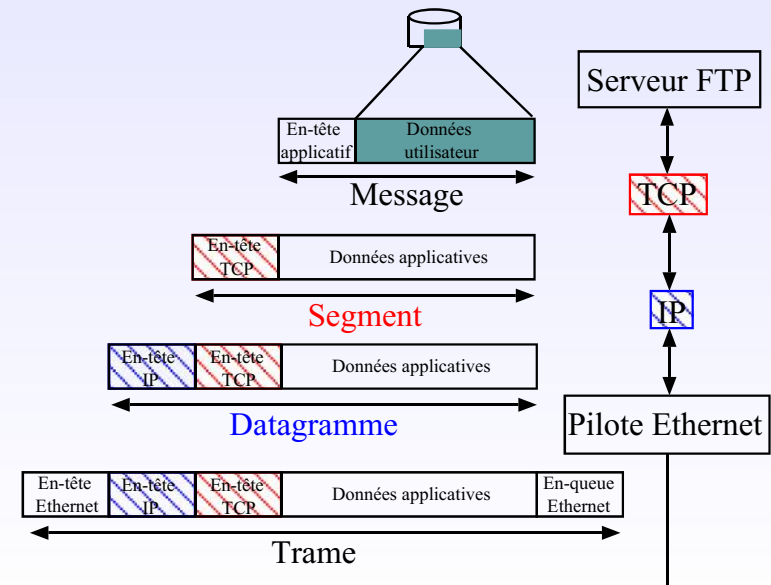 En-tête
applicatif
Données
utilisateur
Message
Serveur FTP
TCP
En-tête
TCP
Données applicatives
Segment
IP
En-tête
IP
En-tête
TCP
Données applicatives
Datagramme
Pilote Ethernet
En-tête
Ethernet
En-tête
IP
En-tête
TCP
Données applicatives
En-queue
Ethernet
Trame